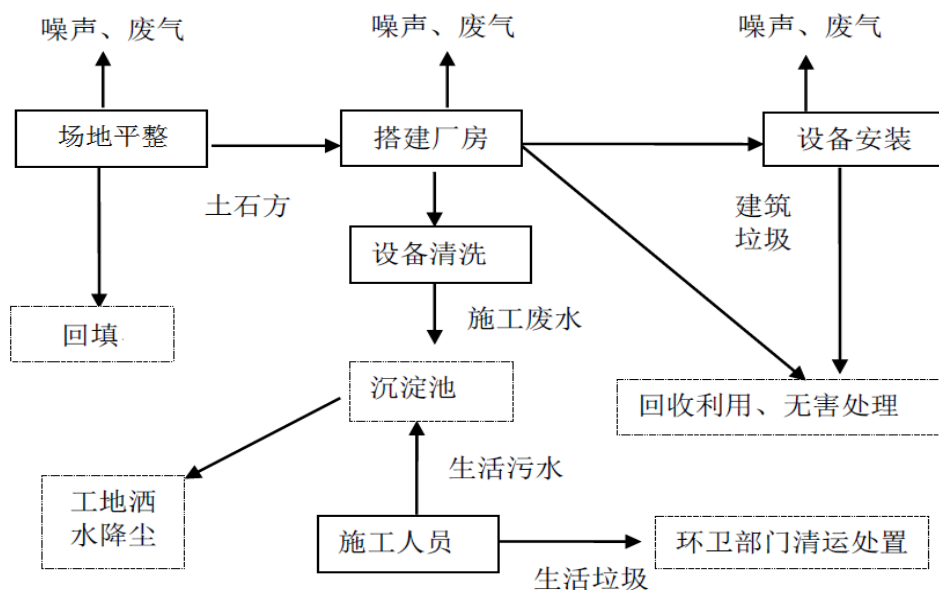 噪声、废气
噪声、废气
噪声、废气
场地平整
搭建厂房
设备安装
土石方
建筑
垃圾
设备清洗
施工废水
回填
沉淀池
回收利用、无害处理
生活污水
工地洒
水降尘
施工人员
环卫部门清运处置
生活垃圾